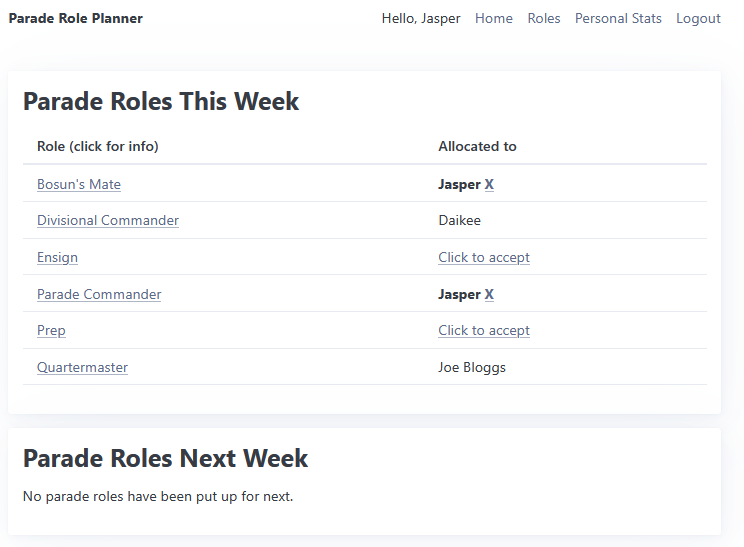 Parade Role Planner Hello, Jasper Home Roles Personal Stats Logout
Parade Roles This Week
Role (click for info) Allocated to
Bosun's Mate Jasper X
Divisional Commander Daikee
Ensign Click to accept
Parade Commander Jasper X
Prep Click to accept
Quartermaster Joe Bloggs
Parade Roles Next Week
No parade roles have been put up for next.